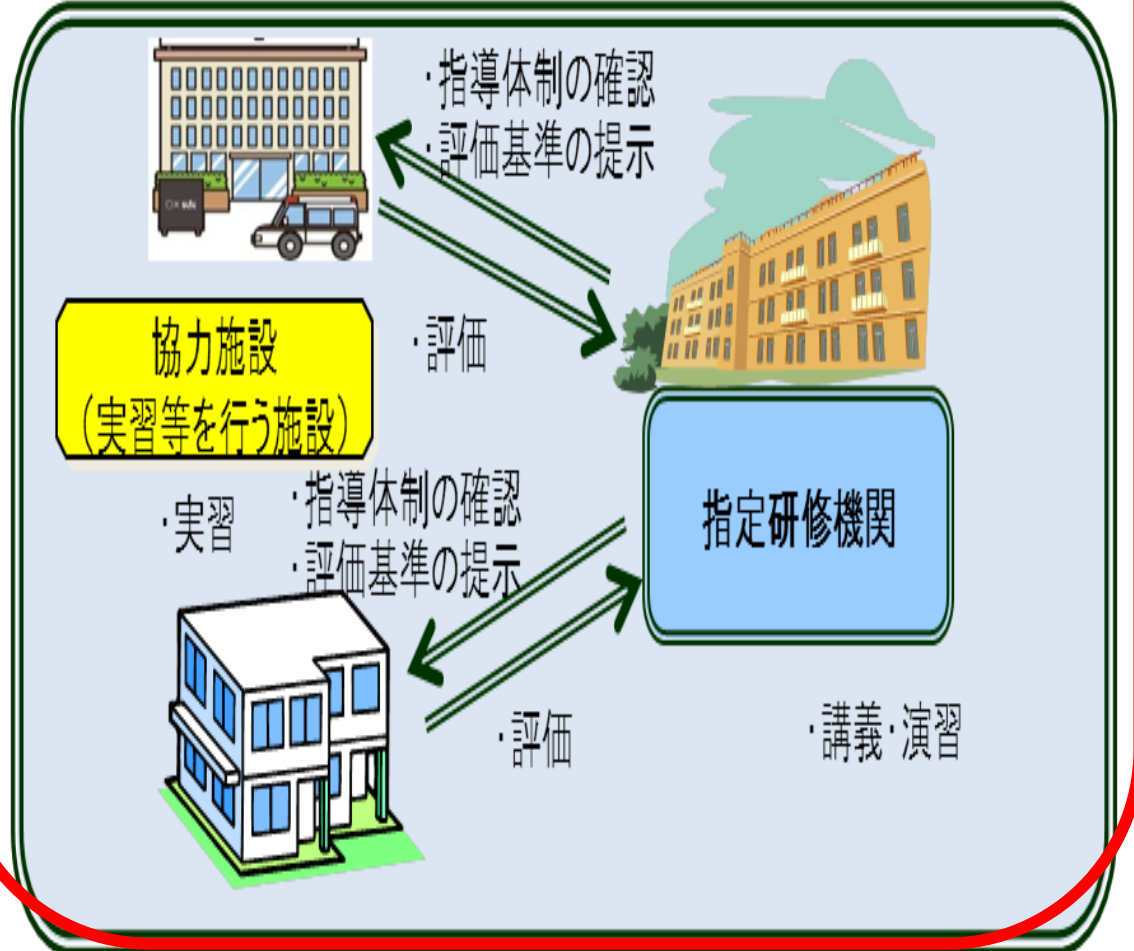 ・指導体制の確認
・評価基準の提示
・評価
協力施設
（実習等を行う施設）
・実習
・指導体制の確認
・評価基準の提示
指定研修機関
・評価
・講義・演習